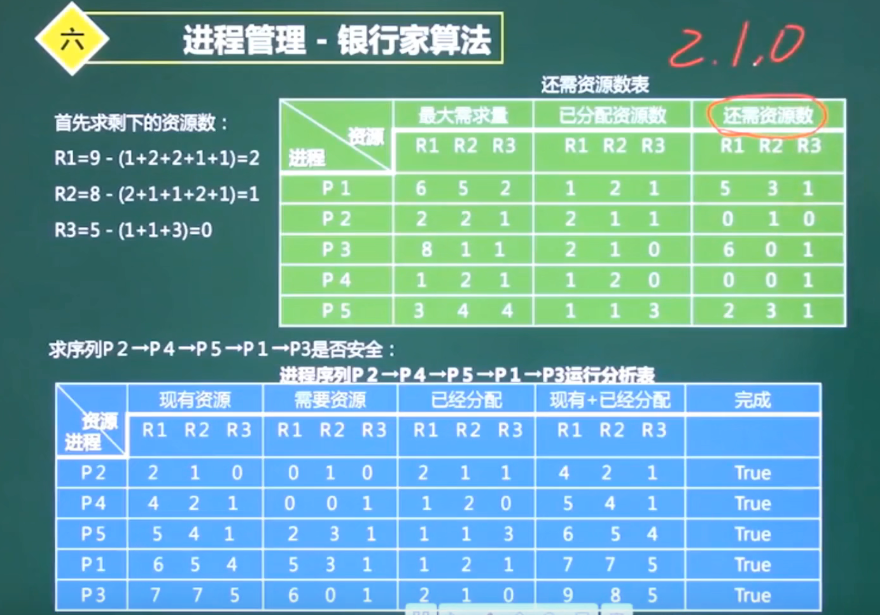 六
进程管理 - 银行家算法
2.1.0
首先求剩下的资源数：
R1=9 - (1+2+2+1+1)=2
R2=8 - (2+1+1+2+1)=1
R3=5 - (1+1+3)=0
还需资源数表
资源 进程 最大需求量 已分配资源数 还需资源数
R1 R2 R3 R1 R2 R3 R1 R2 R3
P1 6 5 2 1 2 1 5 3 1
P2 2 2 1 2 1 1 0 1 0
P3 8 1 1 2 1 0 6 0 1
P4 1 2 1 1 2 0 0 0 1
P5 3 4 4 1 1 3 2 3 1
求序列P2→P4→P5→P1→P3是否安全：
进程序列P2→P4→P5→P1→P3运行分析表
资源 进程 现有资源 需要资源 已经分配 现有+已经分配 完成
R1 R2 R3 R1 R2 R3 R1 R2 R3 R1 R2 R3
P2 2 1 0 0 1 0 2 1 1 4 2 1 True
P4 4 2 1 0 0 1 1 2 0 5 4 1 True
P5 5 4 1 2 3 1 1 1 3 6 5 4 True
P1 6 5 4 5 3 1 1 2 1 7 7 5 True
P3 7 7 5 6 0 1 2 1 0 9 8 5 True